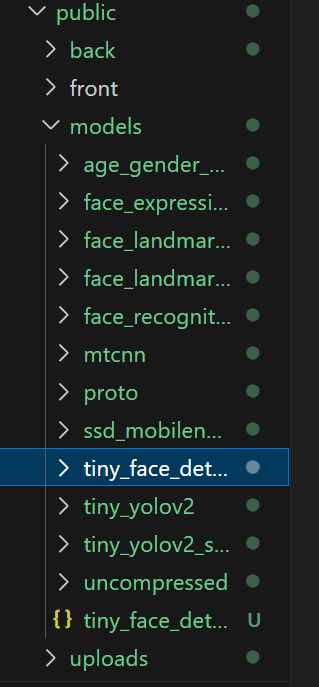 public
back
front
models
age_gender_...
face_expressi...
face_landmar...
face_landmar...
face_recognit...
mtcnn
proto
ssd_mobilen...
tiny_face_det...
tiny_yolov2
tiny_yolov2_s...
uncompressed
{} tiny_face_det... U
uploads